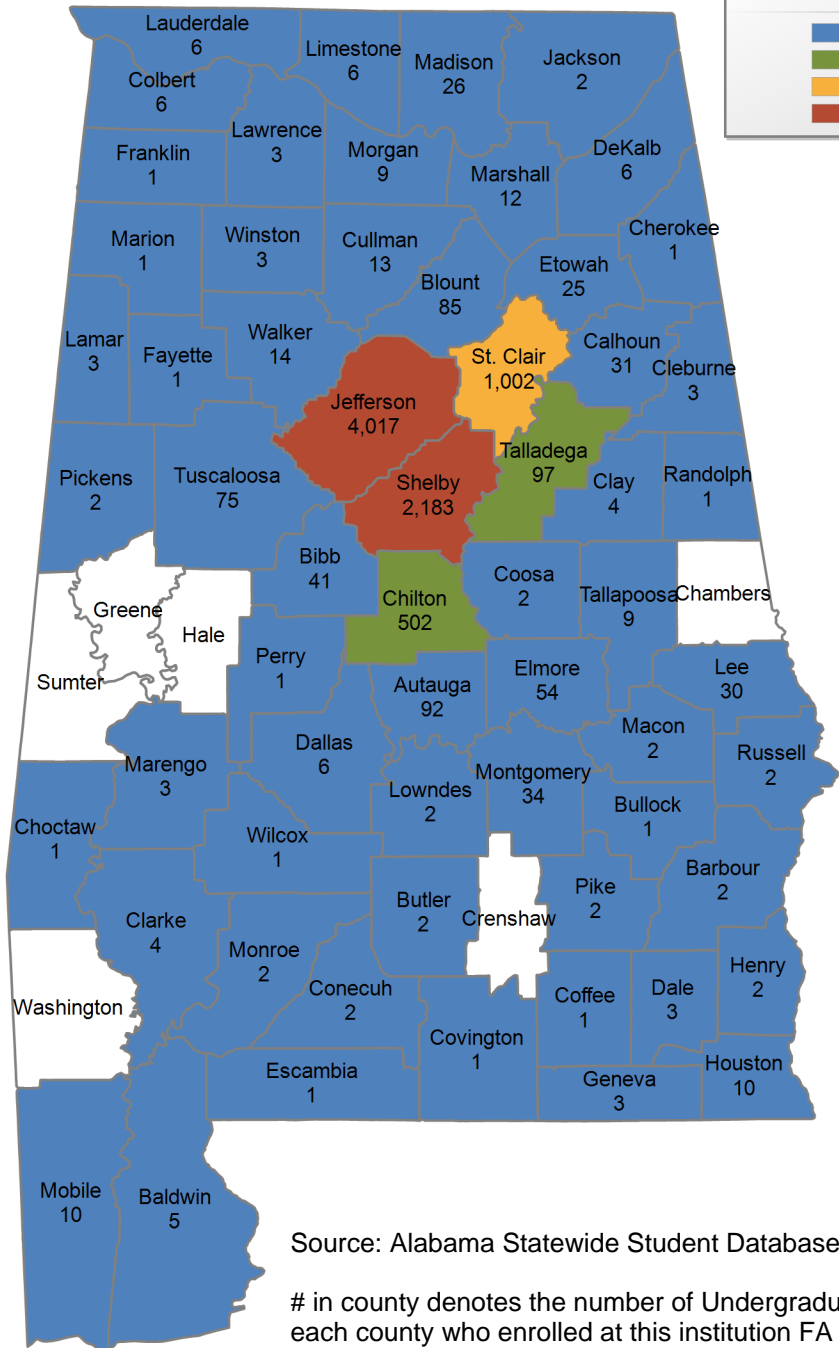 Lauderdale
6
Limestone
6
Madison
26
Jackson
2
Colbert
6
Lawrence
3
Franklin
1
Morgan
9
DeKalb
6
Marshall
12
Cherokee
1
Marion
1
Winston
3
Cullman
13
Etowah
25
Blount
85
Lamar
3
Fayette
1
Walker
14
St. Clair
1,002
Calhoun
31
Cleburne
3
Jefferson
4,017
Talladega
97
Pickens
2
Tuscaloosa
75
Shelby
2,183
Clay
4
Randolph
1
Bibb
41
Coosa
2
Chilton
502
Tallapoosa
9
Chambers
Greene
Hale
Sumter
Perry
1
Autauga
92
Elmore
54
Lee
30
Dallas
6
Macon
2
Marengo
3
Russell
2
Lowndes
2
Montgomery
34
Bullock
1
Choctaw
1
Wilcox
1
Barbour
2
Butler
2
Crenshaw
Pike
2
Clarke
4
Monroe
2
Henry
2
Conecuh
2
Coffee
1
Dale
3
Washington
Covington
1
Escambia
1
Geneva
3
Houston
10
Mobile
10
Baldwin
5
Source: Alabama Statewide Student Database
# in county denotes the number of Undergradu
each county who enrolled at this institution FA